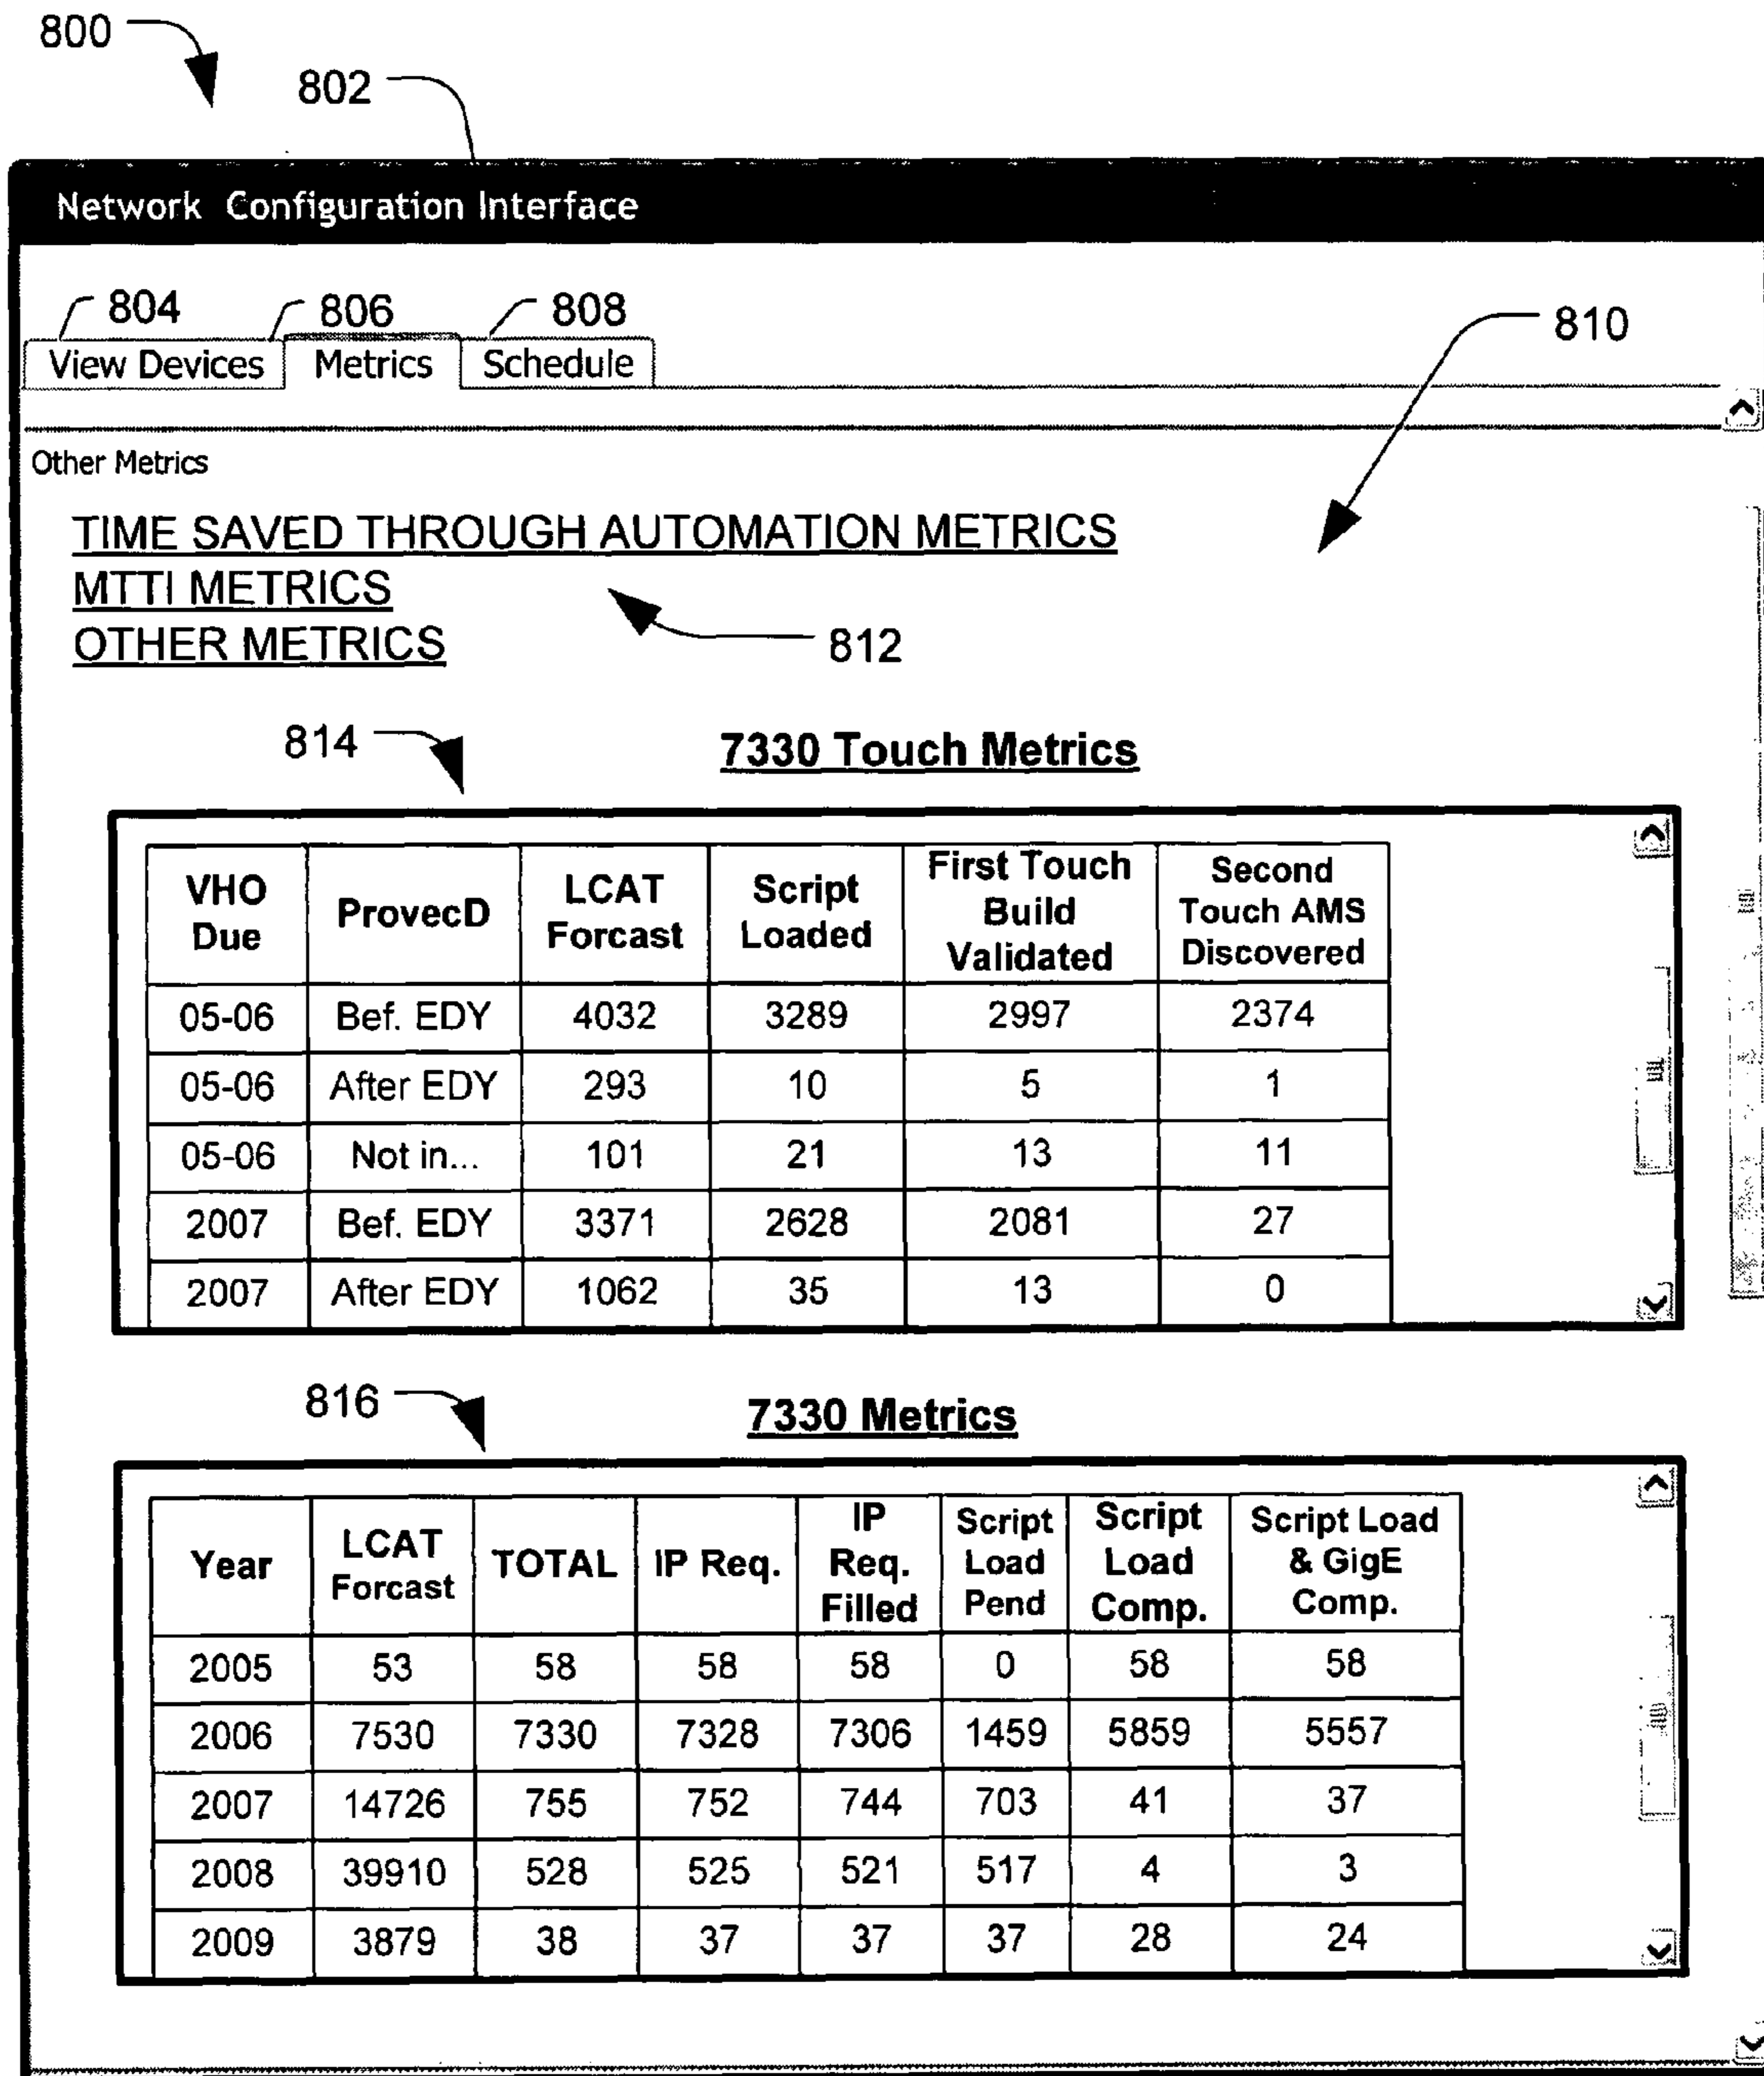 800
802
Network Configuration Interface
804 806 808 810
View Devices Metrics Schedule
Other Metrics
TIME SAVED THROUGH AUTOMATION METRICS
MTTI METRICS
OTHER METRICS
812
814 7330 Touch Metrics
VHO Due ProvecD LCAT Forcast Script Loaded First Touch Build Validated Second Touch AMS Discovered
05-06 Bef. EDY 4032 3289 2997 2374
05-06 After EDY 293 10 5 1
05-06 Not in... 101 21 13 11
2007 Bef. EDY 3371 2628 2081 27
2007 After EDY 1062 35 13 0
816 7330 Metrics
Year LCAT Forcast TOTAL IP Req. IP Req. Filled Script Load Pend Script Load Comp. Script Load & GigE Comp.
2005 53 58 58 58 0 58 58
2006 7530 7330 7328 7306 1459 5859 5557
2007 14726 755 752 744 703 41 37
2008 39910 528 525 521 517 4 3
2009 3879 38 37 37 37 28 24